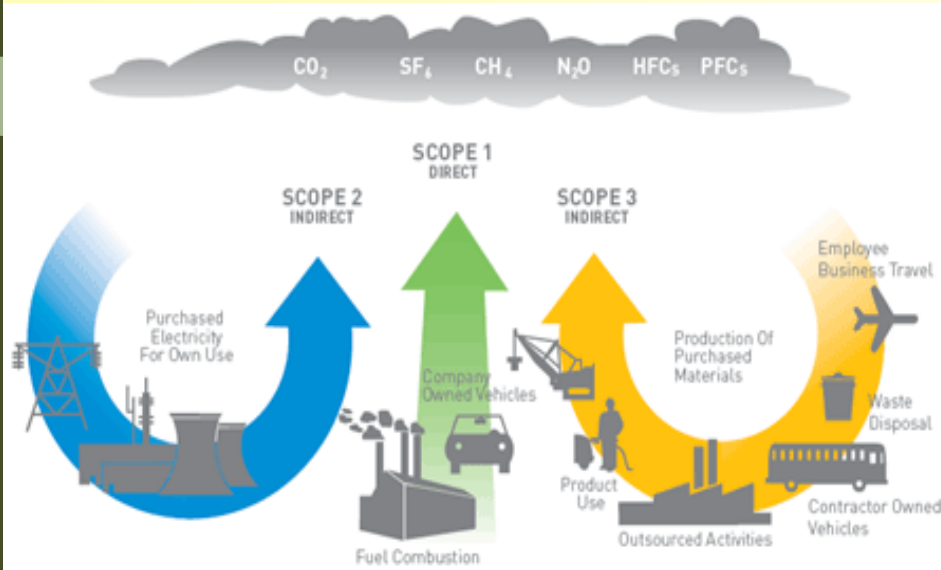 CO₂ SF₆ CH₄ N₂O HFCs PFCs
SCOPE 1
DIRECT
SCOPE 2
INDIRECT
SCOPE 3
INDIRECT
Purchased
Electricity
For Own Use
Company
Owned Vehicles
Fuel Combustion
Production Of
Purchased
Materials
Product
Use
Outsourced Activities
Employee
Business Travel
Waste
Disposal
Contractor Owned
Vehicles